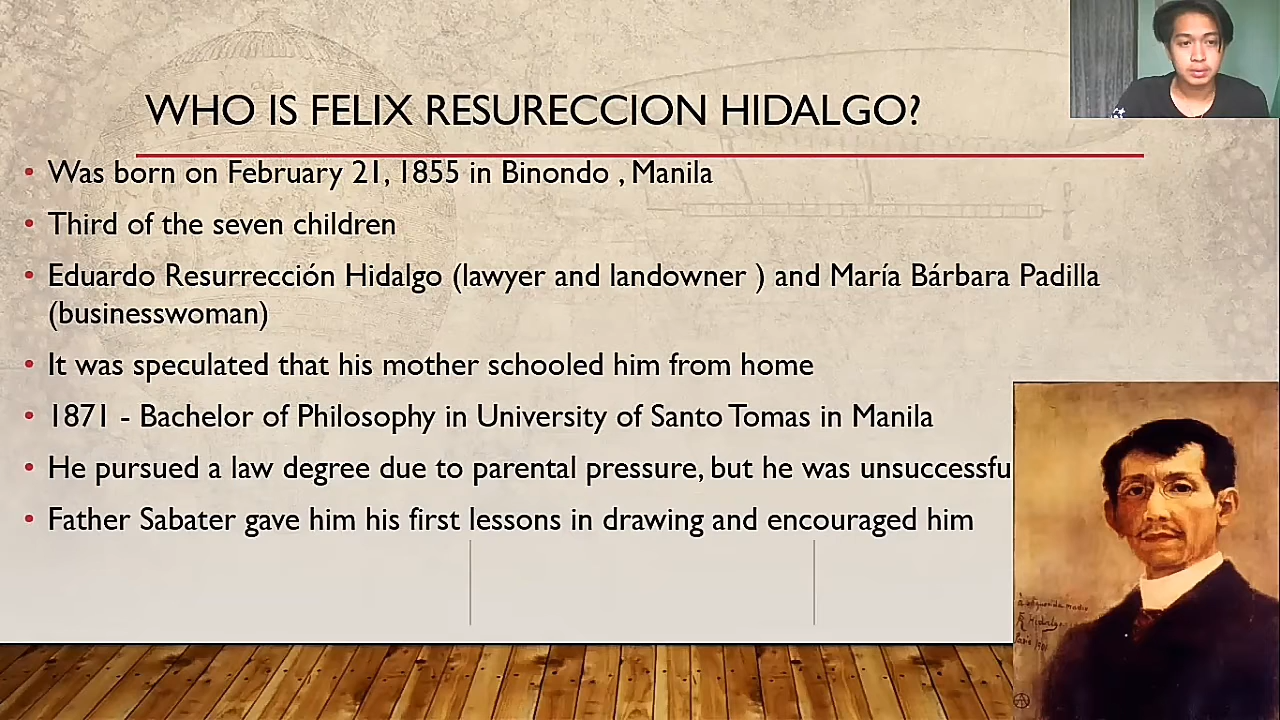 WHO IS FELIX RESURECCION HIDALGO?
• Was born on February 21, 1855 in Binondo , Manila
• Third of the seven children
• Eduardo Resurrección Hidalgo (lawyer and landowner ) and María Bárbara Padilla
(businesswoman)
• It was speculated that his mother schooled him from home
• 1871 - Bachelor of Philosophy in University of Santo Tomas in Manila
• He pursued a law degree due to parental pressure, but he was unsuccessfu
• Father Sabater gave him his first lessons in drawing and encouraged him
Hidalgo